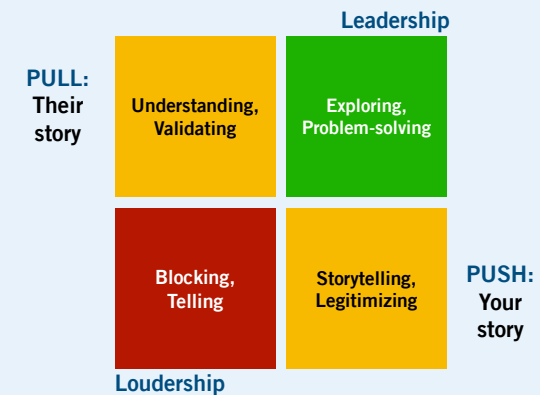 Leadership
PULL:
Their
story
Understanding,
Validating
Exploring,
Problem-solving
Blocking,
Telling
Storytelling,
Legitimizing
PUSH:
Your
story
Loudership